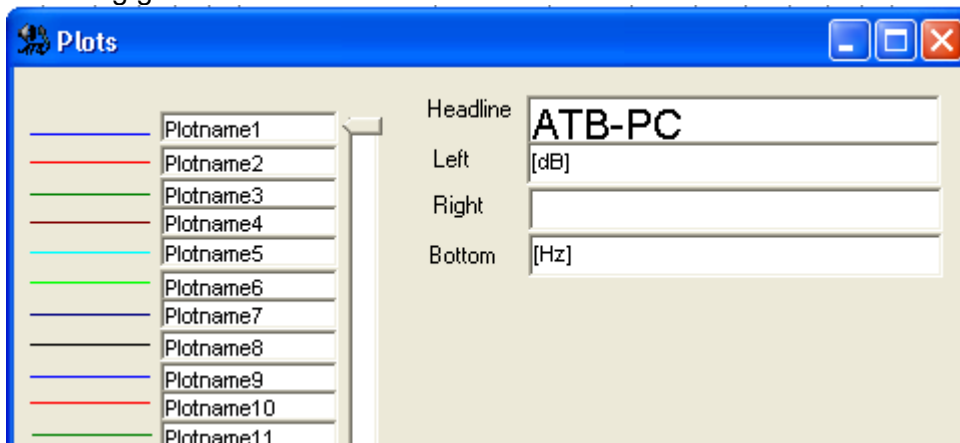 Plots
Plotname1
Plotname2
Plotname3
Plotname4
Plotname5
Plotname6
Plotname7
Plotname8
Plotname9
Plotname10
Plotname11
Headline ATB-PC
Left [dB]
Right
Bottom [Hz]